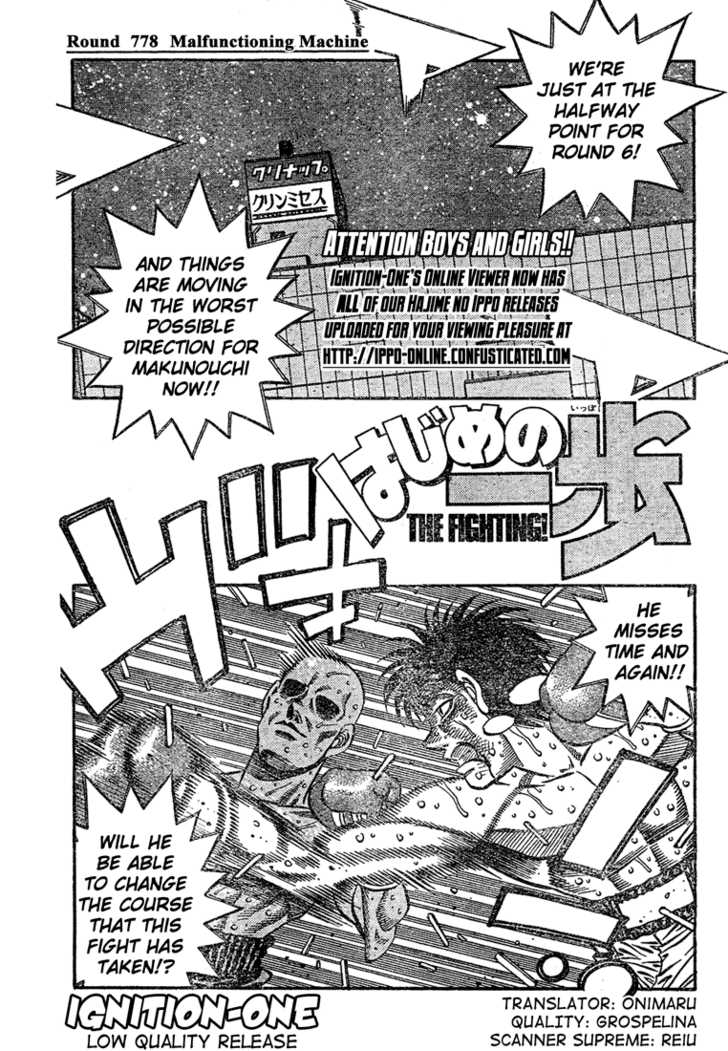 Round 778 Malfunctioning Machine
WE'RE
JUST AT THE
HALFWAY
POINT FOR
ROUND 6!
クリナップ
クリンミセス
AND THINGS
ARE MOVING
IN THE WORST
POSSIBLE
DIRECTION FOR
MAKUNOUCHI
NOW!!
ATTENTION BOYS AND GIRLS!!
IGNITION-ONE'S ONLINE VIEWER NOW HAS
ALL OF OUR HAJIME NO IPPO RELEASES
UPLOADED FOR YOUR VIEWING PLEASURE AT
HTTP://IPPO-ONLINE.CONFUSTICATED.COM
いっぽ
はじめの一歩
THE FIGHTING!
HE
MISSES
TIME AND
AGAIN!!
WILL HE
BE ABLE
TO CHANGE
THE COURSE
THAT THIS
FIGHT HAS
TAKEN!?
IGNITION-ONE
LOW QUALITY RELEASE
TRANSLATOR: ONIMARU
QUALITY: GROSPELINA
SCANNER SUPREME: REIU